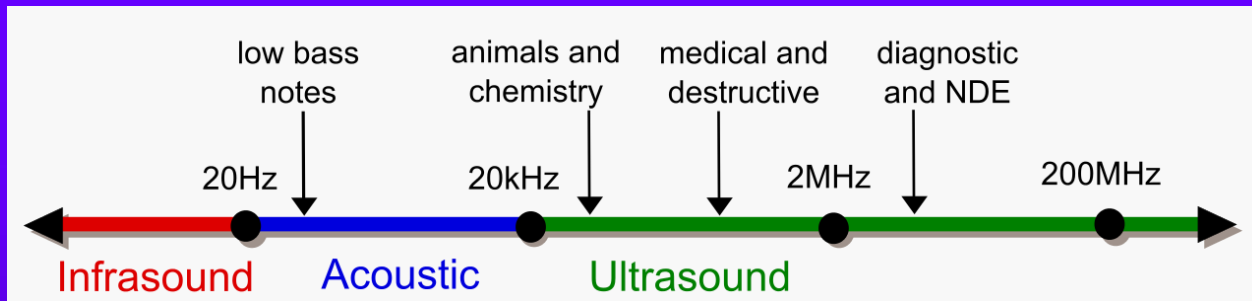 low bass
notes
animals and
chemistry
medical and
destructive
diagnostic
and NDE
20Hz
20kHz
2MHz
200MHz
Infrasound
Acoustic
Ultrasound